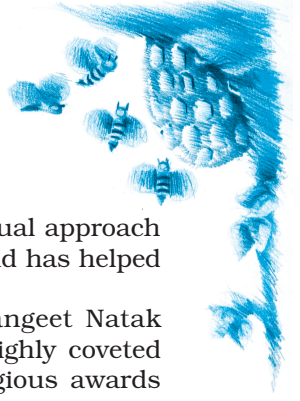 ual approach
d has helped
angeet Natak
ighly coveted
gious awards